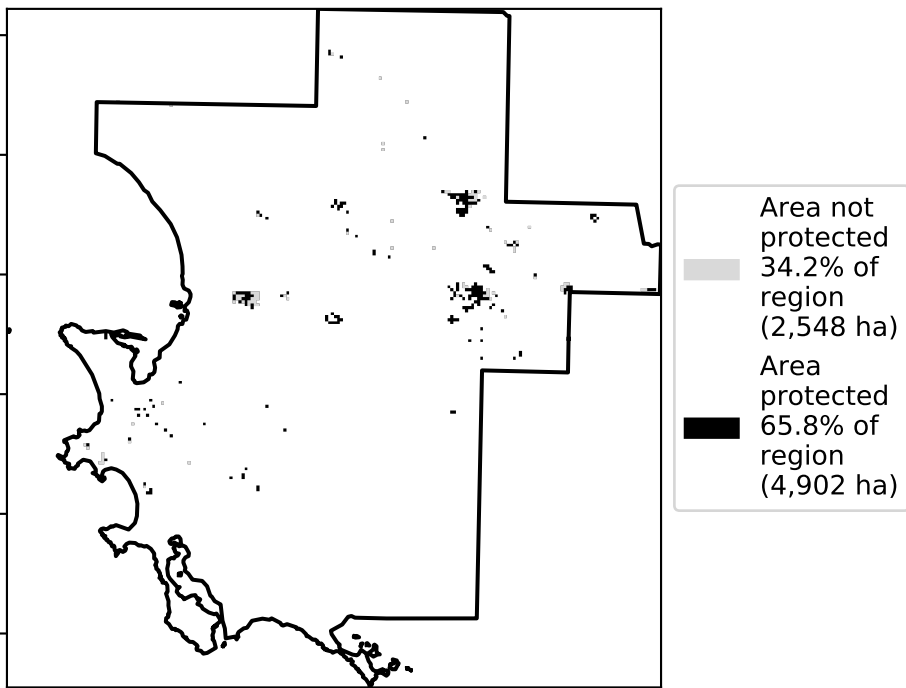 Area not
protected
34.2% of
region
(2,548 ha)
Area
protected
65.8% of
region
(4,902 ha)